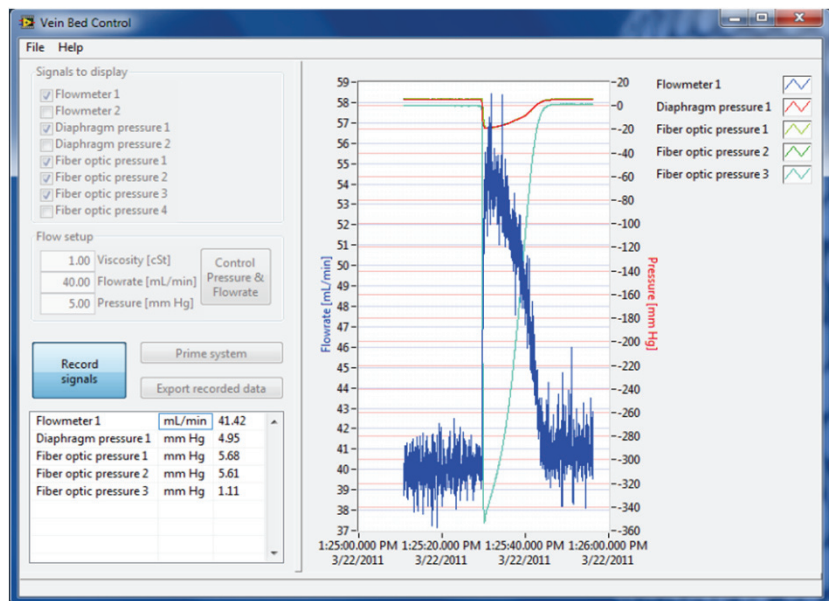 Vein Bed Control
File Help
Signals to display
Flowmeter 1
Flowmeter 2
Diaphragm pressure 1
Diaphragm pressure 2
Fiber optic pressure 1
Fiber optic pressure 2
Fiber optic pressure 3
Fiber optic pressure 4
Flow setup
1.00 Viscosity [cSt]
40.00 Flowrate [mL/min]
5.00 Pressure [mm Hg]
Control
Pressure &
Flowrate
Record
signals
Prime system
Export recorded data
Flowmeter 1 mL/min 41.42
Diaphragm pressure 1 mm Hg 4.95
Fiber optic pressure 1 mm Hg 5.68
Fiber optic pressure 2 mm Hg 5.61
Fiber optic pressure 3 mm Hg 1.11
Flowrate [mL/min]
59
58
57
56
55
54
53
52
51
50
49
48
47
46
45
44
43
42
41
40
39
38
37
20
0
-20
-40
-60
-80
-100
-120
-140
-160
-180
-200
-220
-240
-260
-280
-300
-320
-340
-360
Pressure [mm Hg]
1:25:00.000 PM 1:25:20.000 PM 1:25:40.000 PM 1:26:00.000 PM
3/22/2011 3/22/2011 3/22/2011 3/22/2011
Flowmeter 1
Diaphragm pressure 1
Fiber optic pressure 1
Fiber optic pressure 2
Fiber optic pressure 3